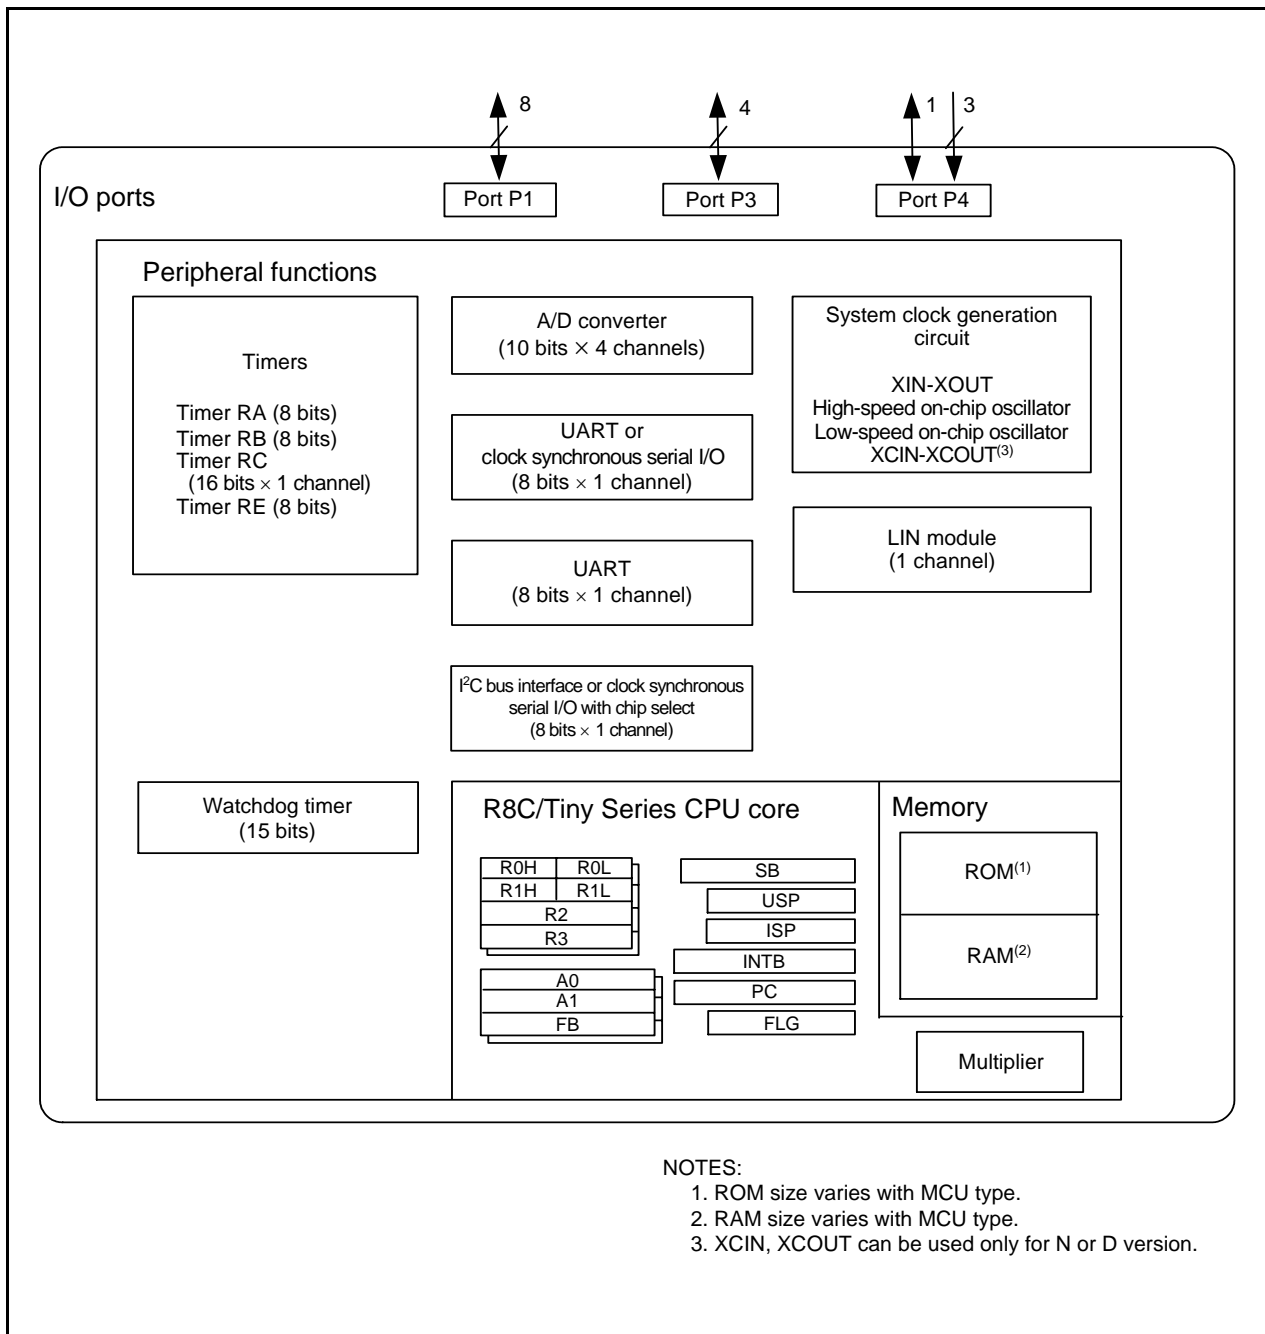 8
4
1
3
I/O ports
Port P1
Port P3
Port P4
Peripheral functions
Timers
Timer RA (8 bits)
Timer RB (8 bits)
Timer RC
(16 bits × 1 channel)
Timer RE (8 bits)
A/D converter
(10 bits × 4 channels)
UART or
clock synchronous serial I/O
(8 bits × 1 channel)
UART
(8 bits × 1 channel)
I²C bus interface or clock synchronous
serial I/O with chip select
(8 bits × 1 channel)
System clock generation
circuit
XIN-XOUT
High-speed on-chip oscillator
Low-speed on-chip oscillator
XCIN-XCOUT(3)
LIN module
(1 channel)
Watchdog timer
(15 bits)
R8C/Tiny Series CPU core
R0H
R0L
R1H
R1L
R2
R3
A0
A1
FB
SB
USP
ISP
INTB
PC
FLG
Memory
ROM(1)
RAM(2)
Multiplier
NOTES:
1. ROM size varies with MCU type.
2. RAM size varies with MCU type.
3. XCIN, XCOUT can be used only for N or D version.